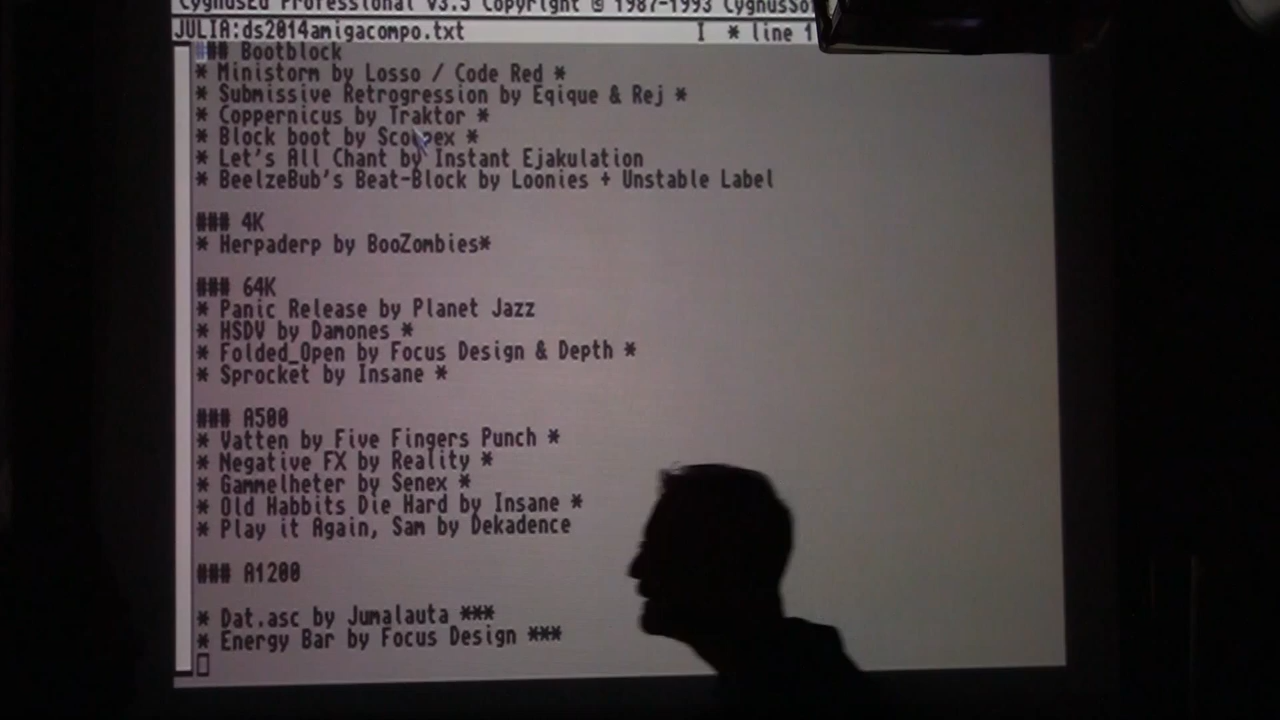 CygnusEd Professional v3.5 Copyright © 1987-1993 CygnusSo
JULIA:ds2014amigacompo.txt I * line 1
### Bootblock
* Ministorm by Losso / Code Red *
* Submissive Retrogression by Eqique & Rej *
* Coppernicus by Traktor *
* Block boot by Scoopex *
* Let's All Chant by Instant Ejakulation
* BeelzeBub's Beat-Block by Loonies + Unstable Label
### 4K
* Herpaderp by BooZombies*
### 64K
* Panic Release by Planet Jazz
* HSDV by Damones *
* Folded_Open by Focus Design & Depth *
* Sprocket by Insane *
### A500
* Vatten by Five Fingers Punch *
* Negative FX by Reality *
* Gammelheter by Senex *
* Old Habbits Die Hard by Insane *
* Play it Again, Sam by Dekadence
### A1200
* Dat.asc by Jumalauta ***
* Energy Bar by Focus Design ***